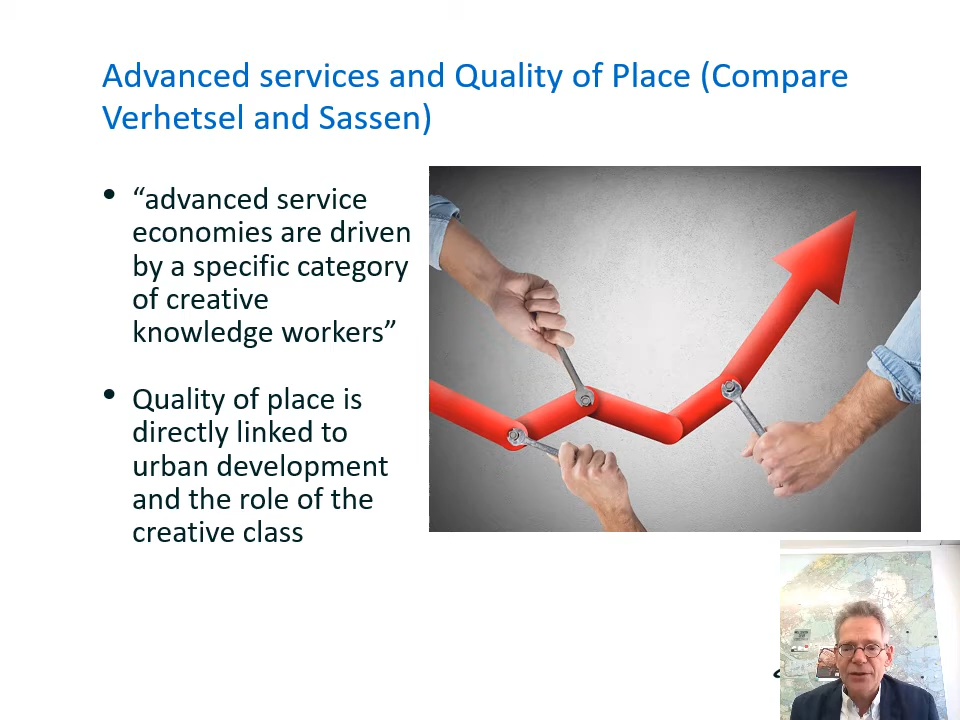 Advanced services and Quality of Place (Compare
Verhetsel and Sassen)
• “advanced service
economies are driven
by a specific category
of creative
knowledge workers”
• Quality of place is
directly linked to
urban development
and the role of the
creative class